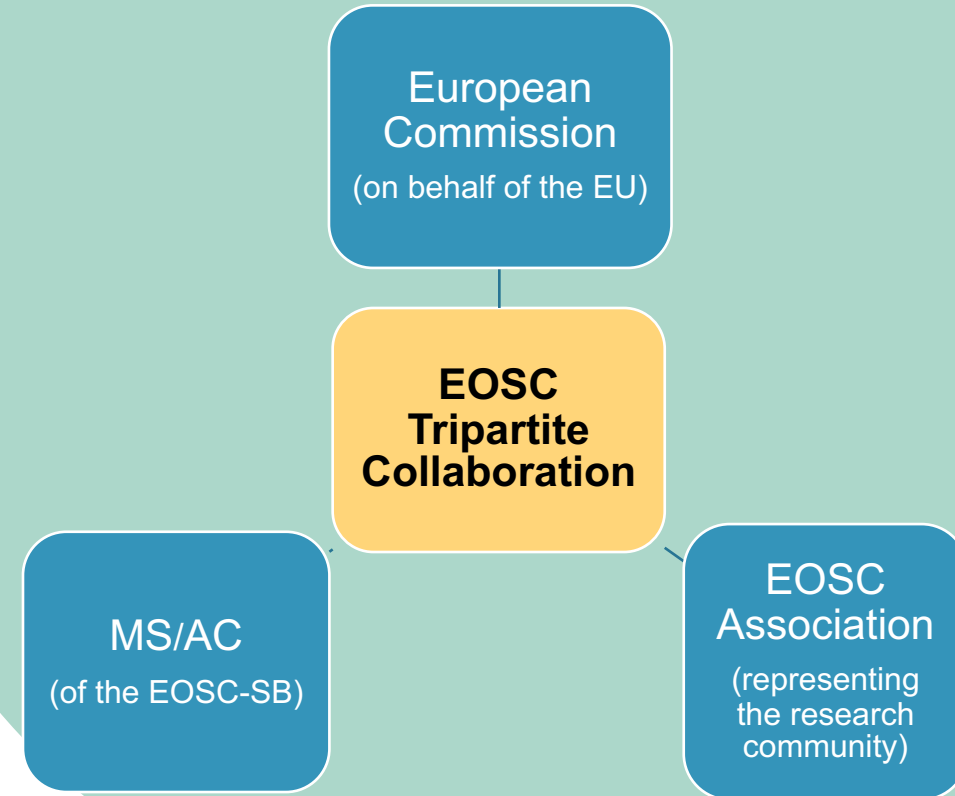 European
Commission
(on behalf of the EU)
EOSC
Tripartite
Collaboration
MS/AC
(of the EOSC-SB)
EOSC
Association
(representing
the research
community)